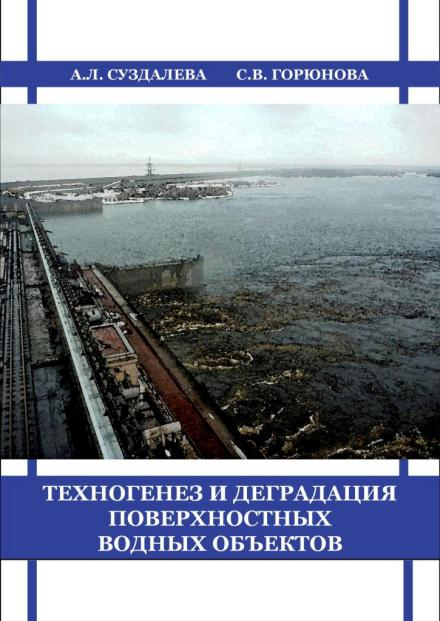 А.Л. СУЗДАЛЕВА С.В. ГОРЮНОВА
ТЕХНОГЕНЕЗ И ДЕГРАДАЦИЯ
ПОВЕРХНОСТНЫХ
ВОДНЫХ ОБЪЕКТОВ